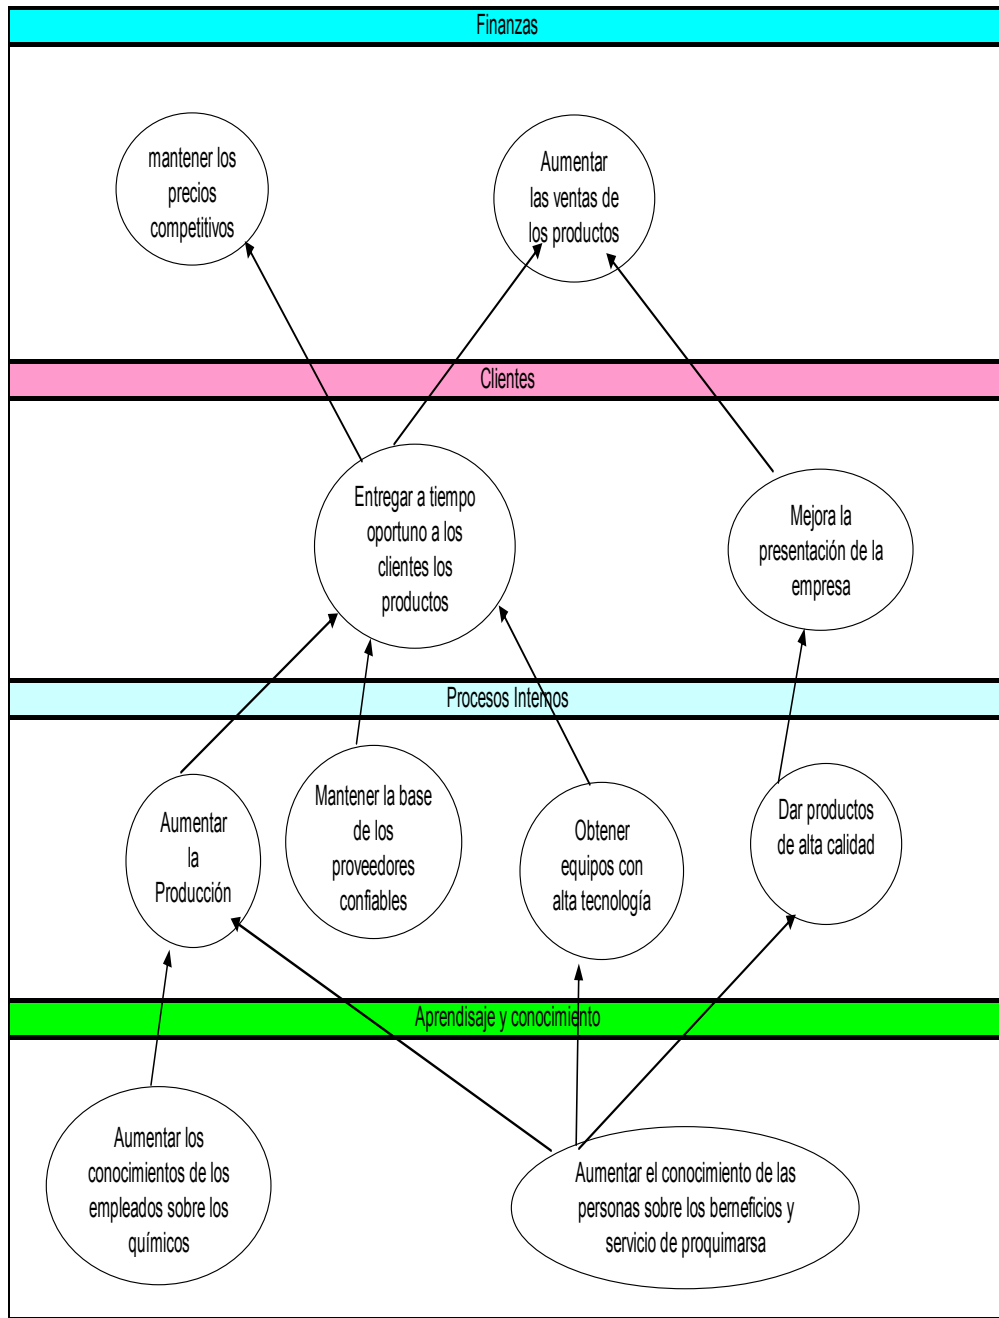 Finanzas
mantener los
precios
competitivos
Aumentar
las ventas de
los productos
Clientes
Entregar a tiempo
oportuno a los
clientes los
productos
Mejora la
presentación de la
empresa
Procesos Internos
Aumentar
la
Producción
Mantener la base
de los
proveedores
confiables
Obtener
equipos con
alta tecnología
Dar productos
de alta calidad
Aprendisaje y conocimiento
Aumentar los
conocimientos de los
empleados sobre los
químicos
Aumentar el conocimiento de las
personas sobre los berneficios y
servicio de proquimarsa